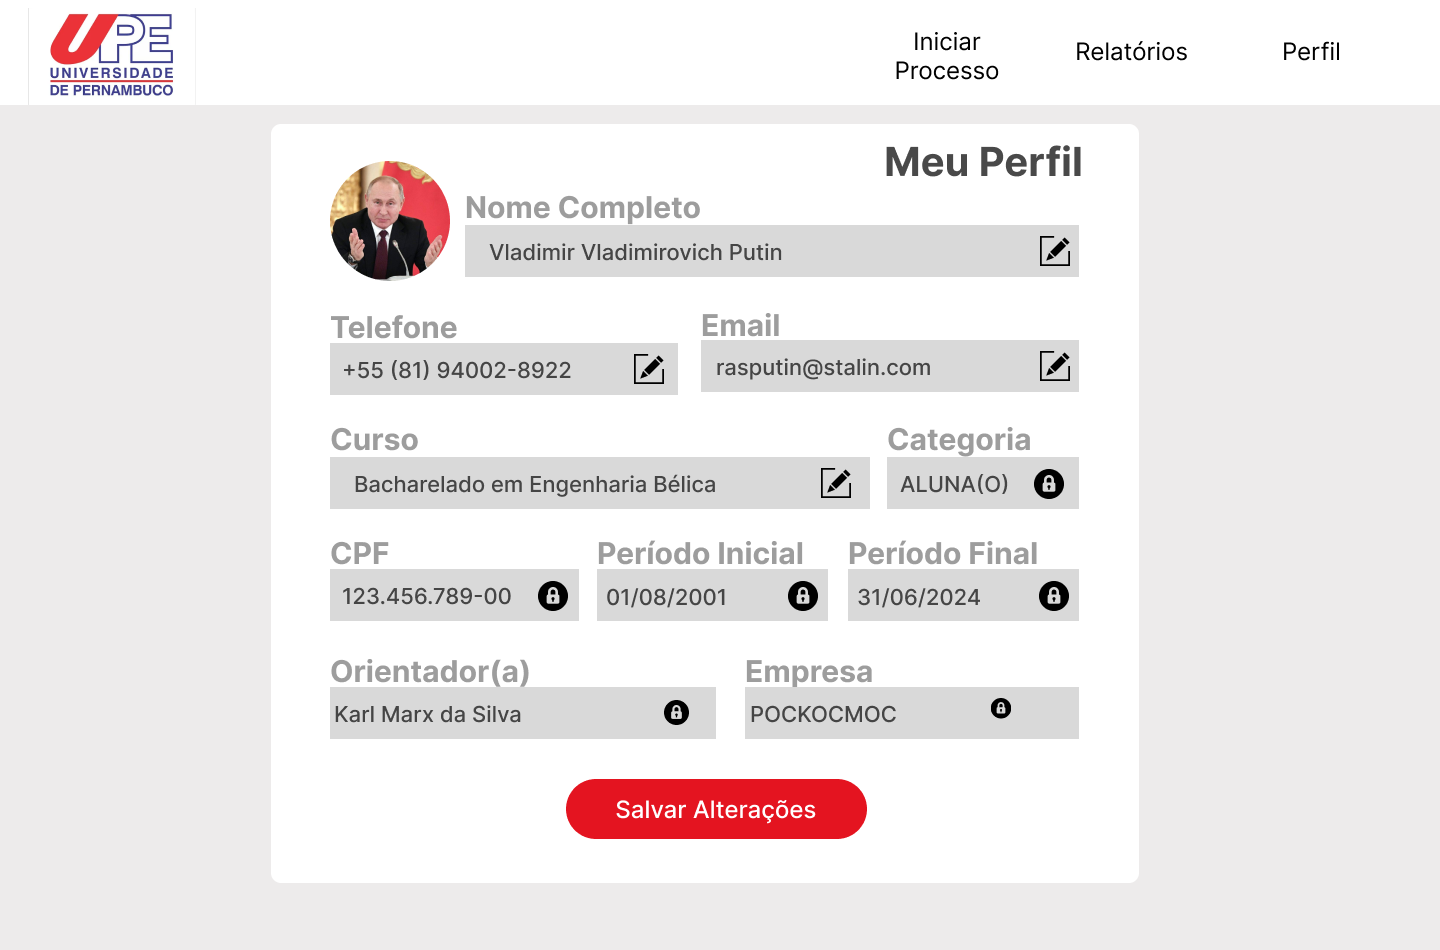 UPE
UNIVERSIDADE
DE PERNAMBUCO
Iniciar
Processo
Relatórios
Perfil
Meu Perfil
Nome Completo
Vladimir Vladimirovich Putin
Telefone
Email
+55 (81) 94002-8922
rasputin@stalin.com
Curso
Categoria
Bacharelado em Engenharia Bélica
ALUNA(O)
CPF
Período Inicial
Período Final
123.456.789-00
01/08/2001
31/06/2024
Orientador(a)
Empresa
Karl Marx da Silva
POCKOCMOC
Salvar Alterações